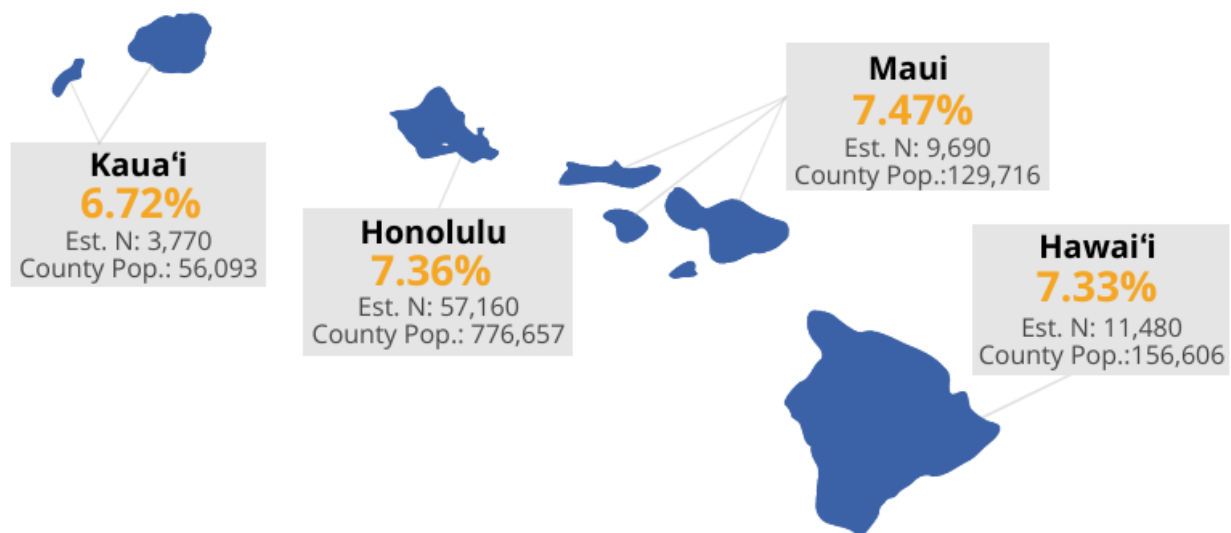 Kauaʻi
6.72%
Est. N: 3,770
County Pop.: 56,093
Honolulu
7.36%
Est. N: 57,160
County Pop.: 776,657
Maui
7.47%
Est. N: 9,690
County Pop.:129,716
Hawaiʻi
7.33%
Est. N: 11,480
County Pop.:156,606